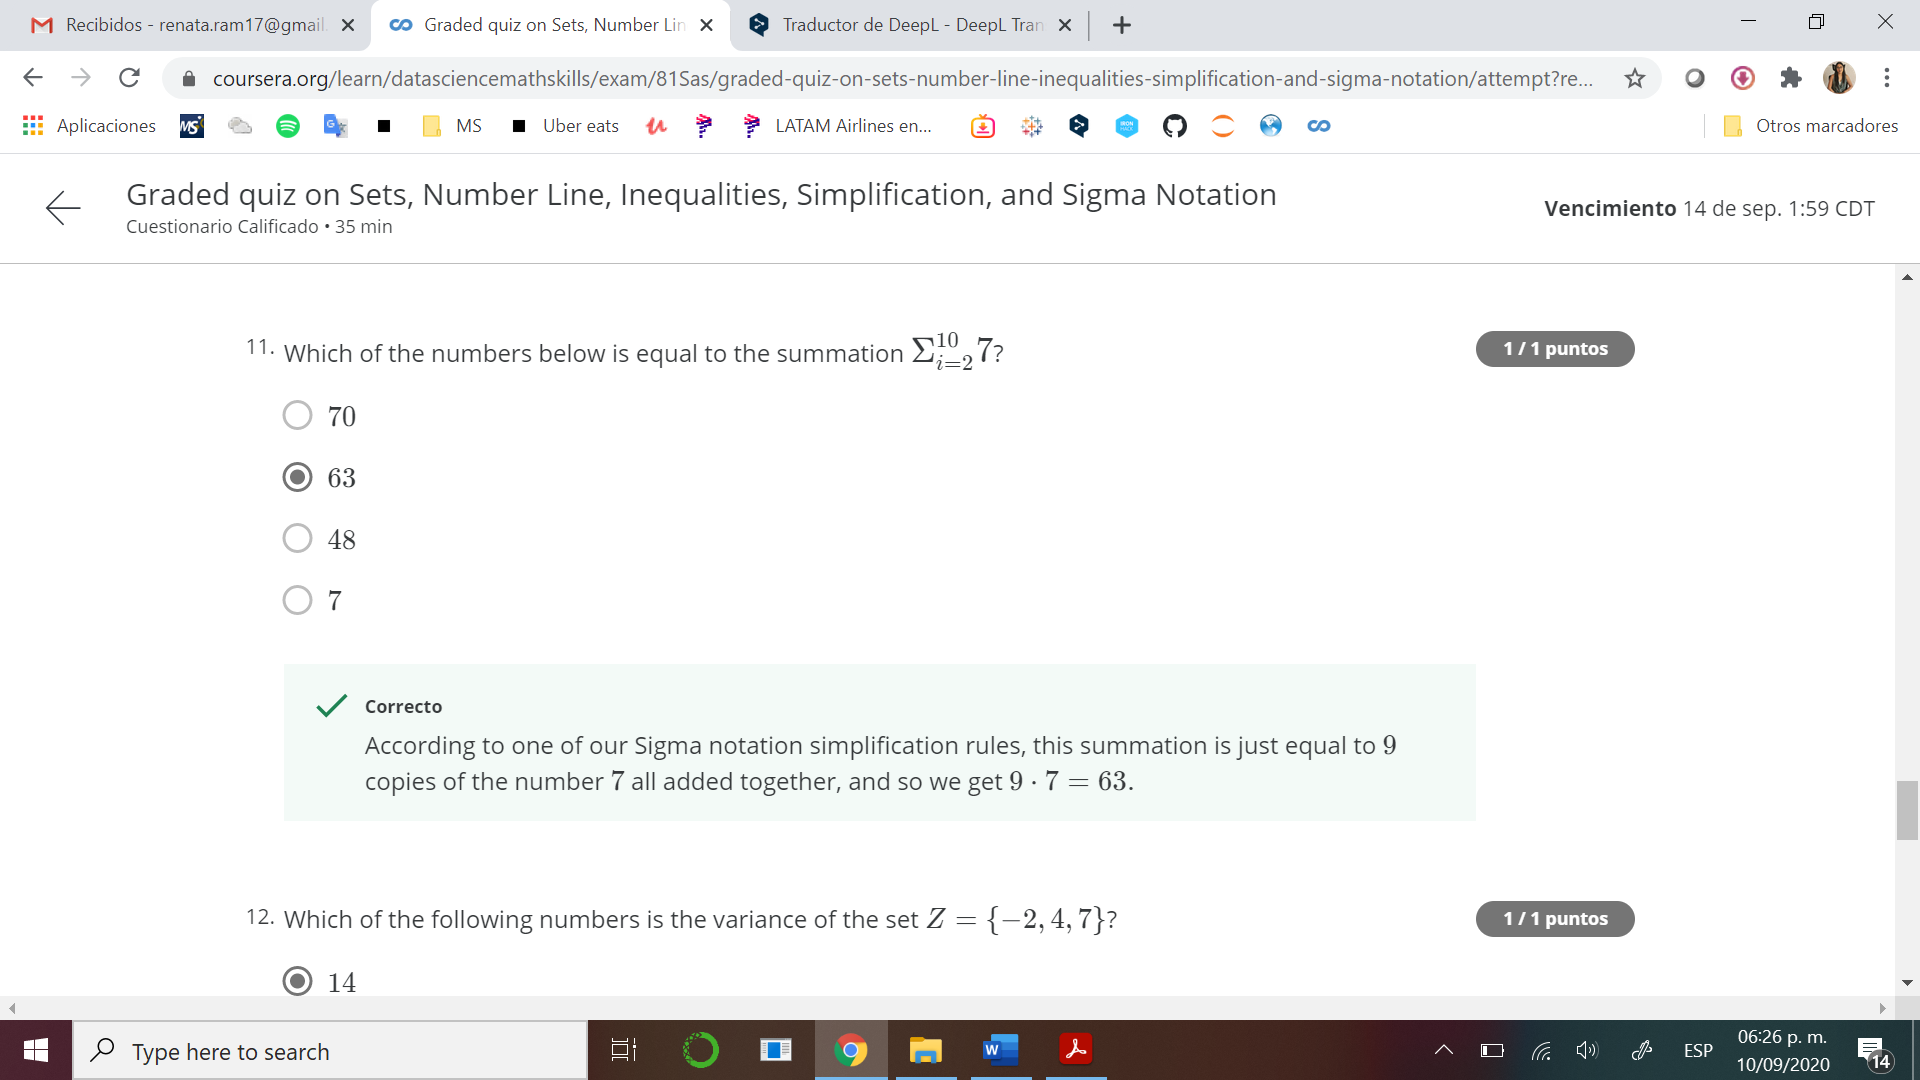 Recibidos - renata.ram17@gmail.
Graded quiz on Sets, Number Lin
Traductor de DeepL - DeepL Tran
coursera.org/learn/datasciencemathskills/exam/81Sas/graded-quiz-on-sets-number-line-inequalities-simplification-and-sigma-notation/attempt?re...
Aplicaciones
MS
Uber eats
LATAM Airlines en...
Otros marcadores
Graded quiz on Sets, Number Line, Inequalities, Simplification, and Sigma Notation
Cuestionario Calificado • 35 min
Vencimiento 14 de sep. 1:59 CDT
11. Which of the numbers below is equal to the summation Σ_{i=2}^{10} 7?
1 / 1 puntos
70
63
48
7
Correcto
According to one of our Sigma notation simplification rules, this summation is just equal to 9
copies of the number 7 all added together, and so we get 9 · 7 = 63.
12. Which of the following numbers is the variance of the set Z = {−2, 4, 7}?
1 / 1 puntos
14
Type here to search
ESP
06:26 p. m.
10/09/2020
14